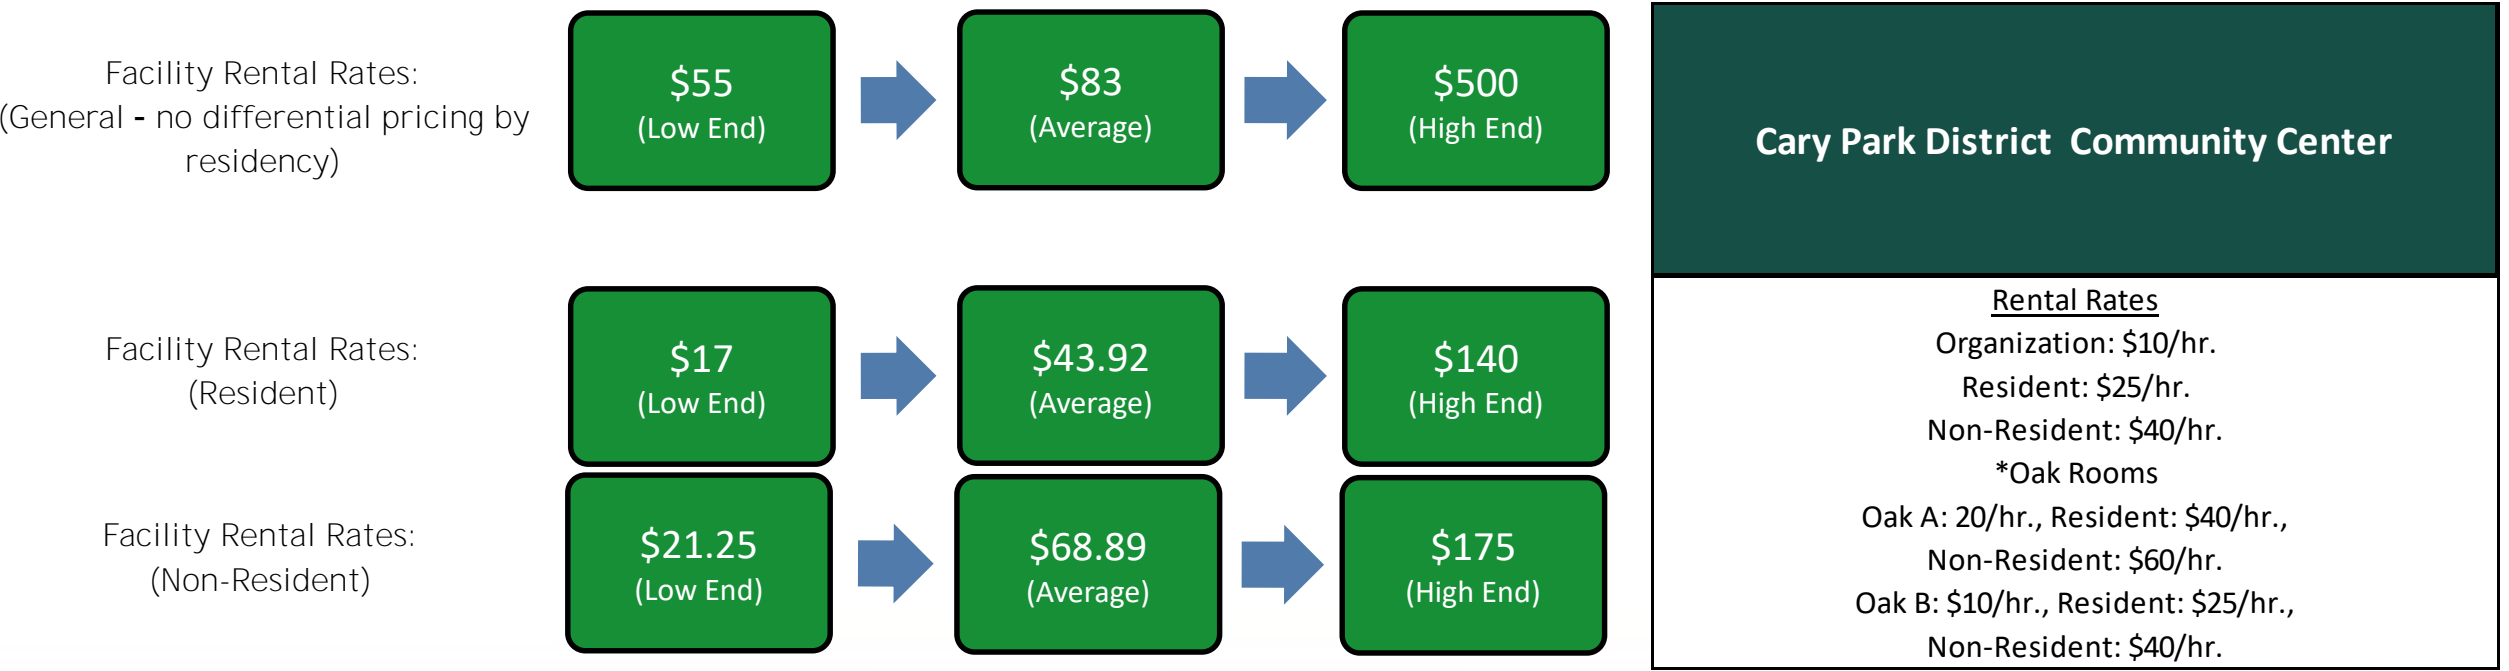 Facility Rental Rates:
(General - no differential pricing by
residency)
$55
(Low End)
$83
(Average)
$500
(High End)
Facility Rental Rates:
(Resident)
$17
(Low End)
$43.92
(Average)
$140
(High End)
Facility Rental Rates:
(Non-Resident)
$21.25
(Low End)
$68.89
(Average)
$175
(High End)
Cary Park District Community Center
Rental Rates
Organization: $10/hr.
Resident: $25/hr.
Non-Resident: $40/hr.
*Oak Rooms
Oak A: 20/hr., Resident: $40/hr.,
Non-Resident: $60/hr.
Oak B: $10/hr., Resident: $25/hr.,
Non-Resident: $40/hr.